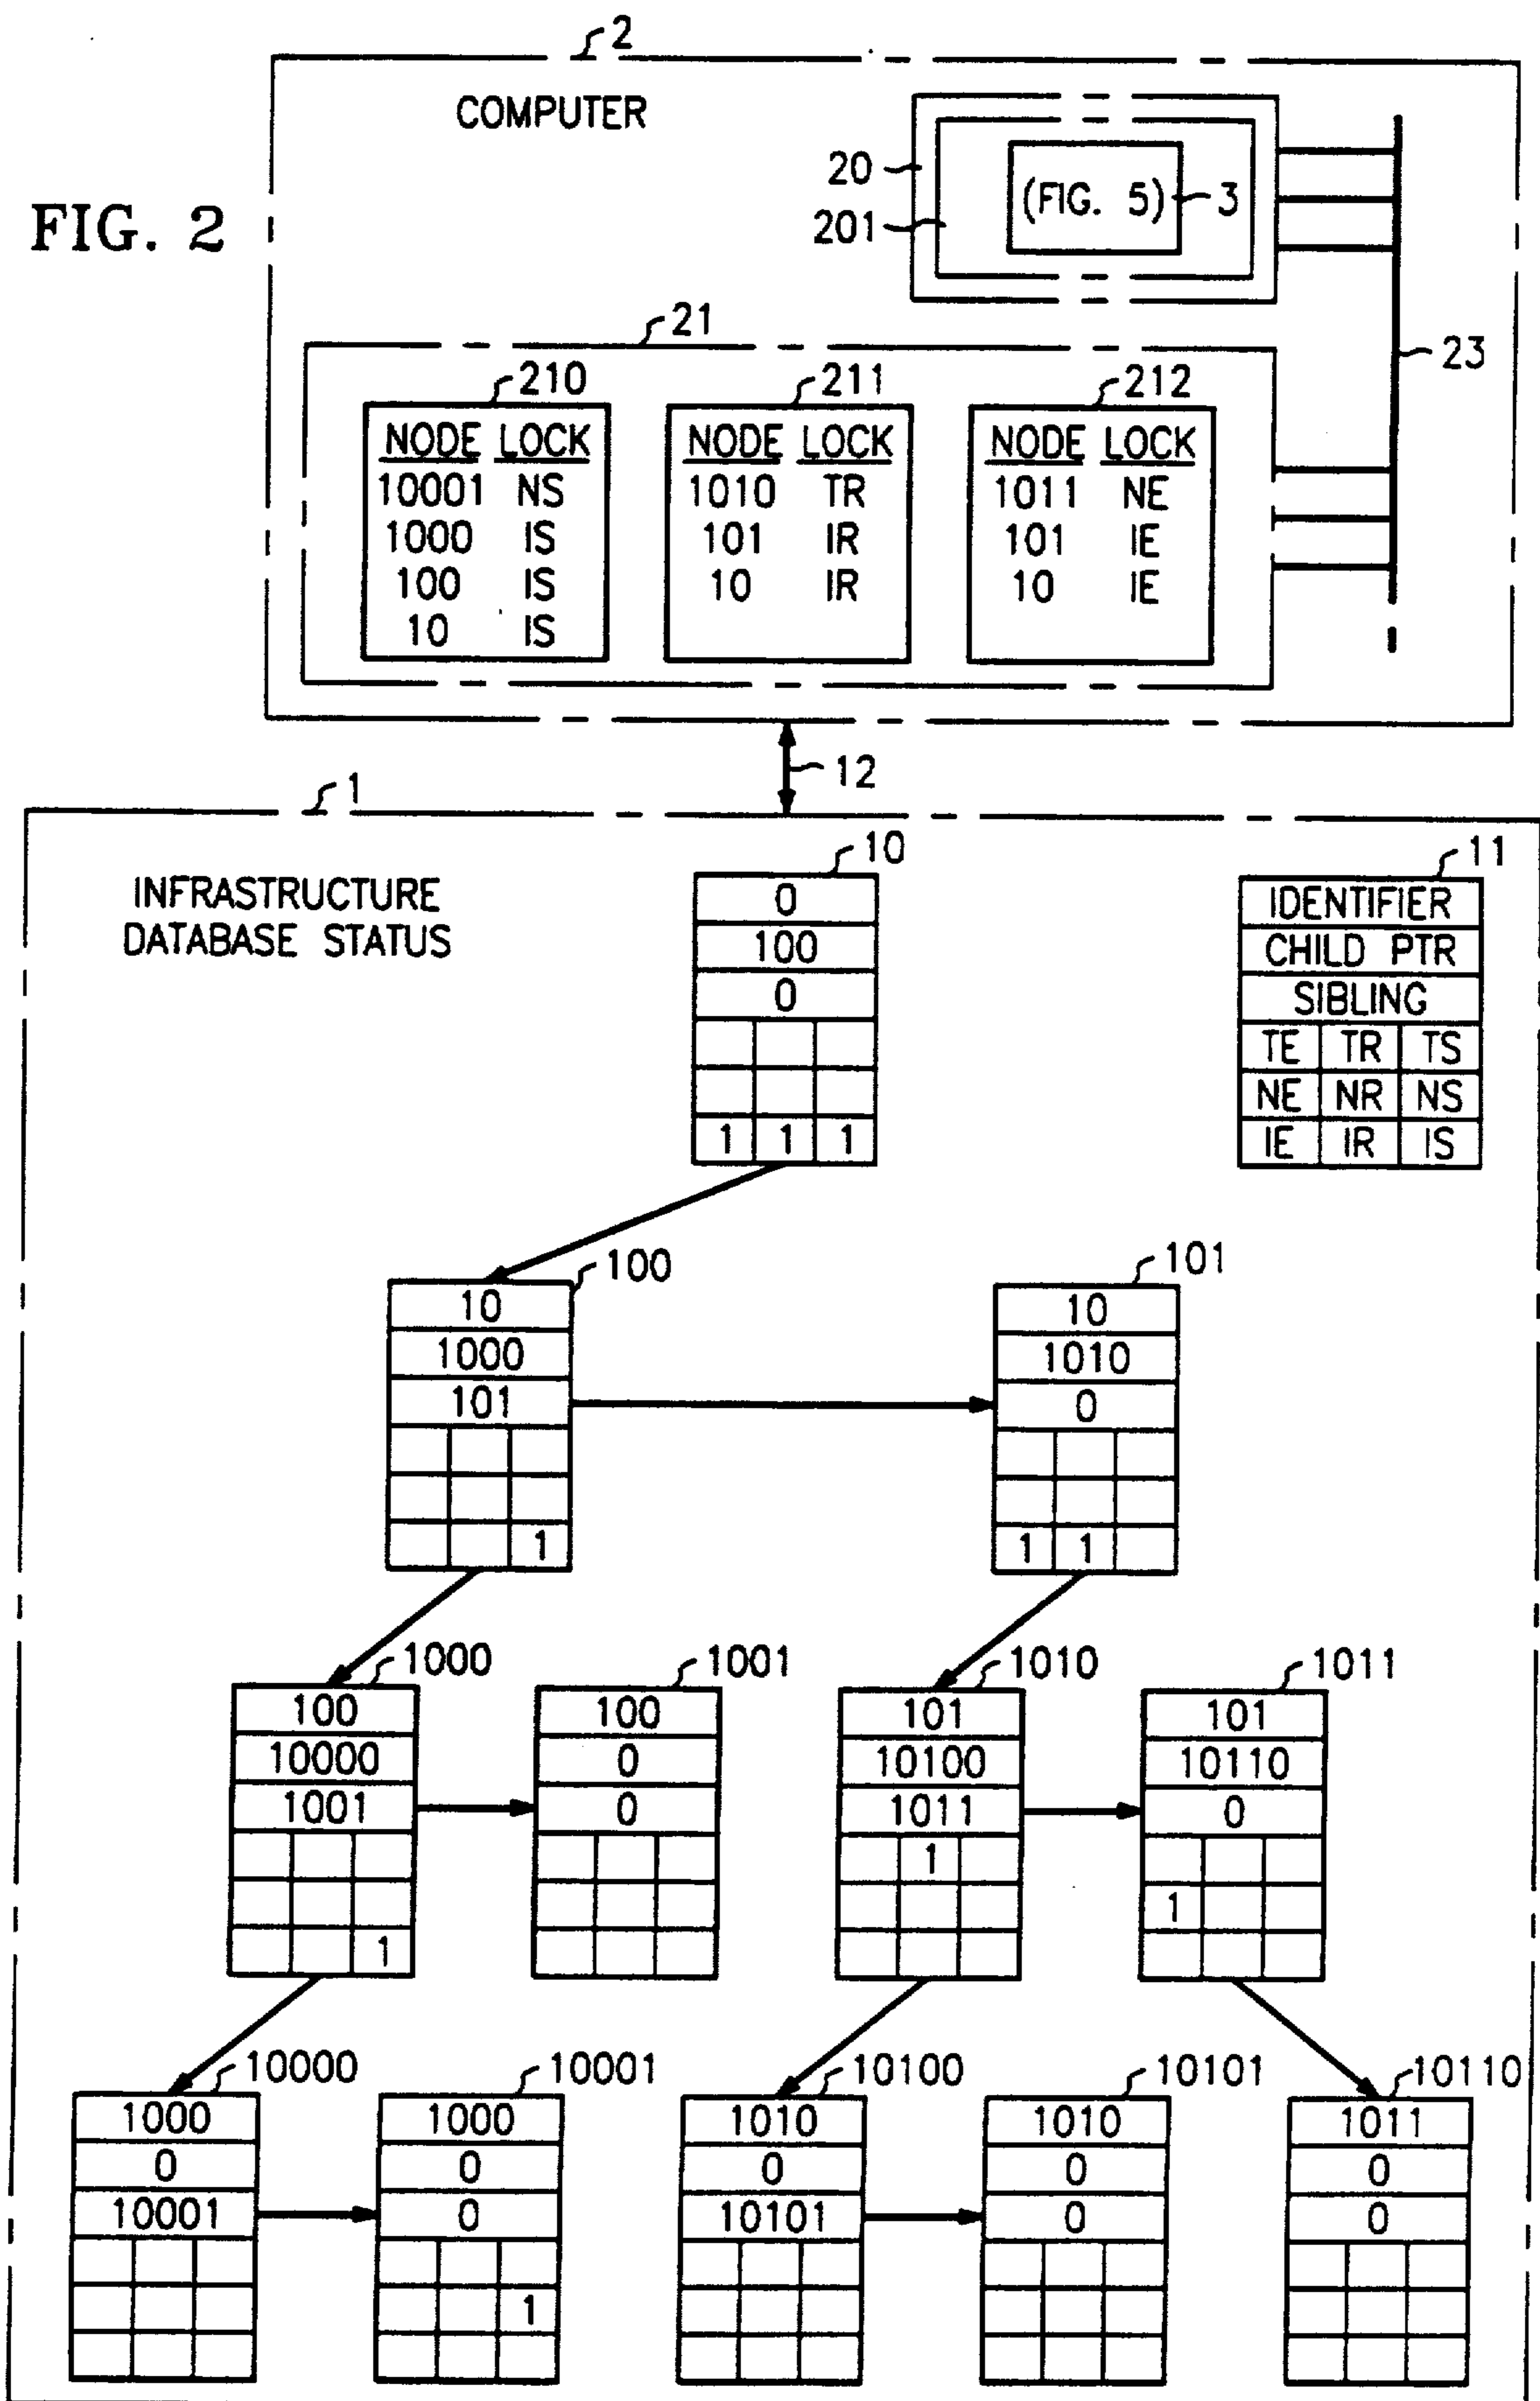 2
COMPUTER
FIG. 2
20
201
(FIG. 5)
3
21
23
210
NODE LOCK
10001 NS
1000 IS
100 IS
10 IS
211
NODE LOCK
1010 TR
101 IR
10 IR
212
NODE LOCK
1011 NE
101 IE
10 IE
12
1
INFRASTRUCTURE
DATABASE STATUS
10
0
100
0
1 1 1
11
IDENTIFIER
CHILD PTR
SIBLING
TE TR TS
NE NR NS
IE IR IS
100
10
1000
101
1
101
10
1010
0
1 1
1000
100
10000
1001
1
1001
100
0
0
1010
101
10100
1011
1
1011
101
10110
0
1
10000
1000
0
10001
10001
1000
0
0
1
10100
1010
0
10101
10101
1010
0
0
10110
1011
0
0